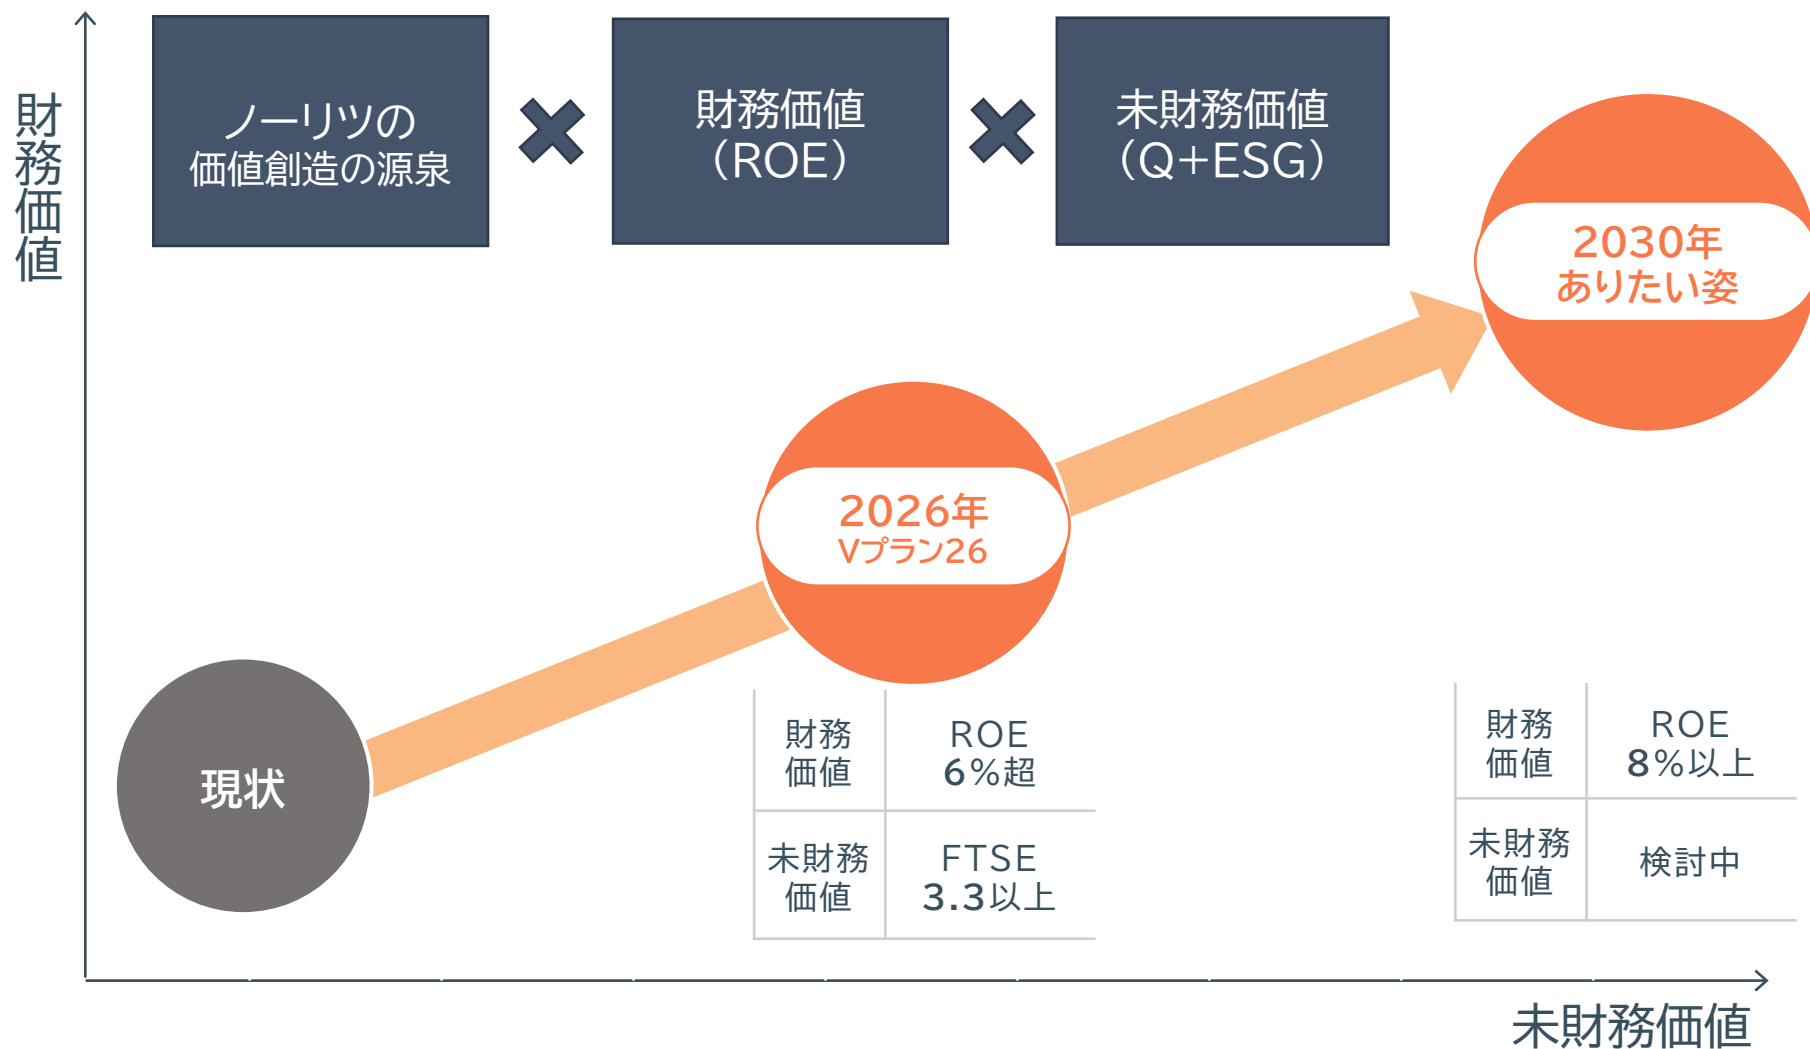 財務価値
ノーリツの
価値創造の源泉
財務価値
（ROE）
未財務価値
（Q+ESG）
2030年
ありたい姿
2026年
Vプラン26
現状
財務
価値
ROE
6%超
未財務
価値
FTSE
3.3以上
財務
価値
ROE
8%以上
未財務
価値
検討中
未財務価値